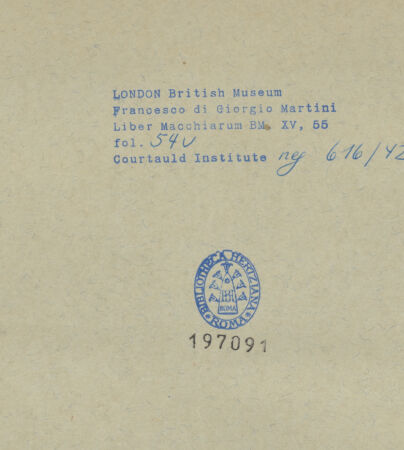 LONDON British Museum
Francesco di Giorgio Martini
Liber Macchiarum BM. XV, 55
fol. 54v
Courtauld Institute neg 616/42
BIBLIOTHECA HERTZIANA
ROMA
ROMA
197091